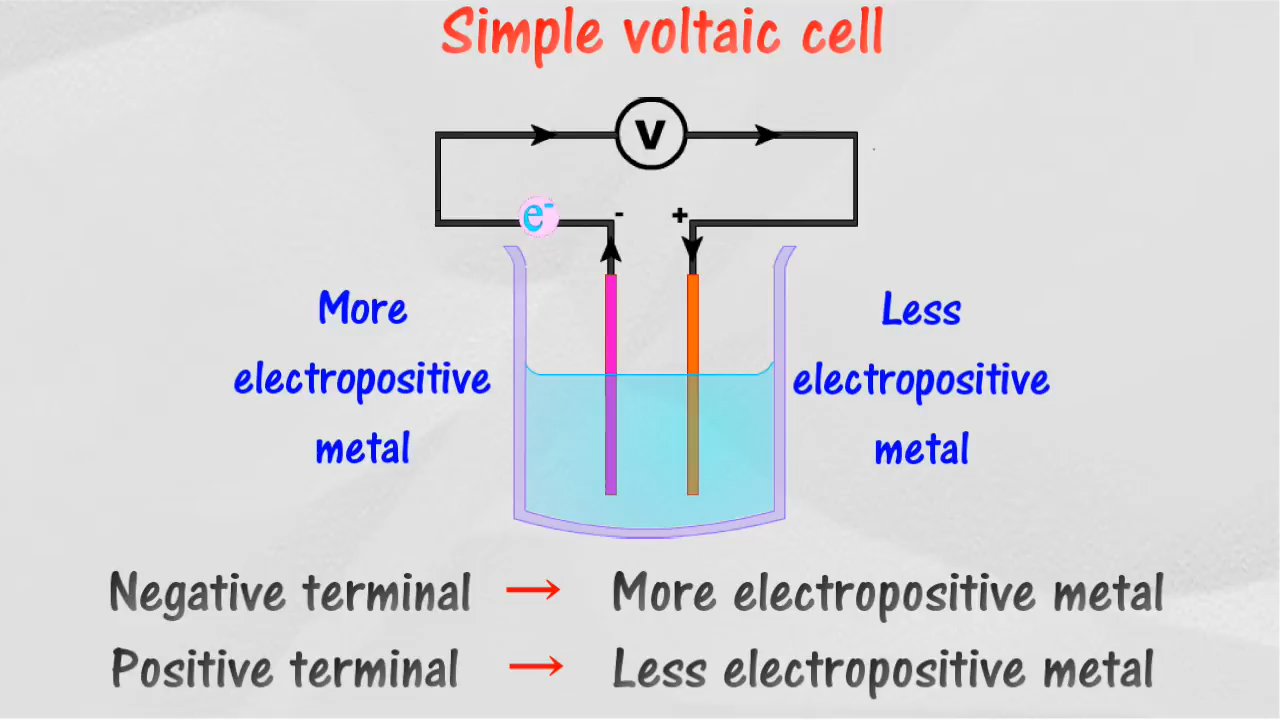 Simple voltaic cell
V
e- - +
More Less
electropositive electropositive
metal metal
Negative terminal → More electropositive metal
Positive terminal → Less electropositive metal